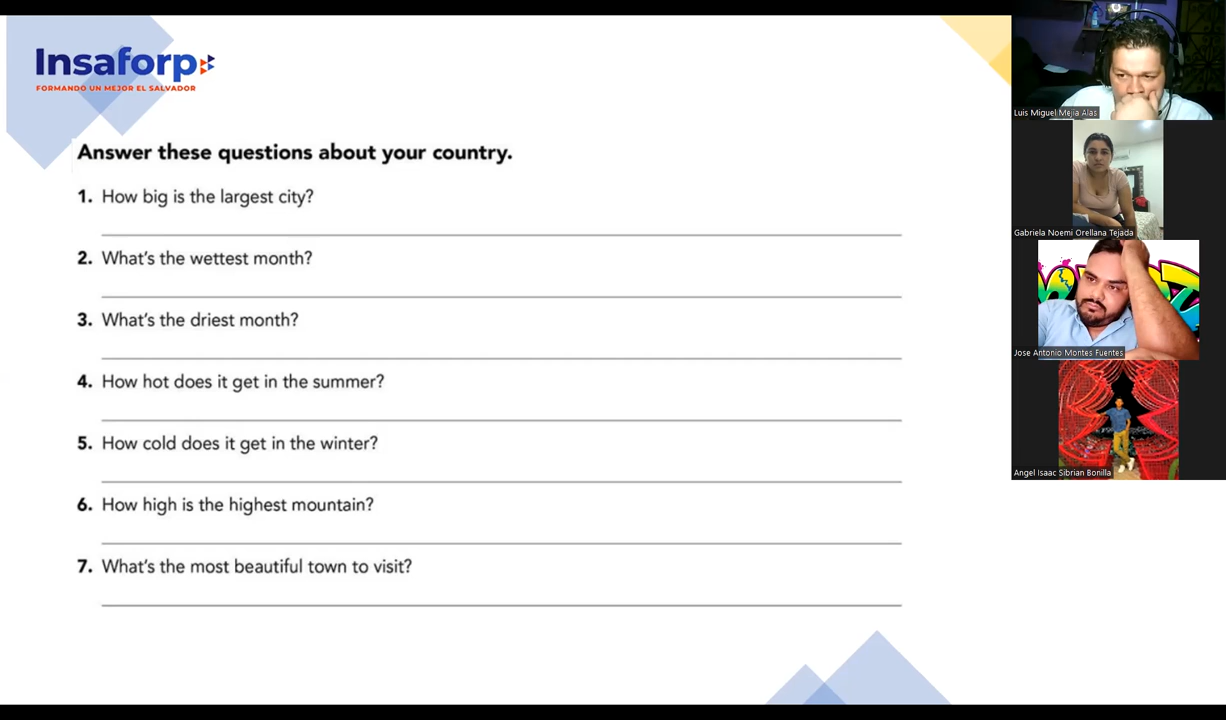 Insaforp
FORMANDO UN MEJOR EL SALVADOR
Answer these questions about your country.
1. How big is the largest city?
2. What's the wettest month?
3. What's the driest month?
4. How hot does it get in the summer?
5. How cold does it get in the winter?
6. How high is the highest mountain?
7. What's the most beautiful town to visit?
Luis Miguel Mejia Alas
Gabriela Noemi Orellana Tejada
Jose Antonio Montes Fuentes
Angel Isaac Sibrian Bonilla